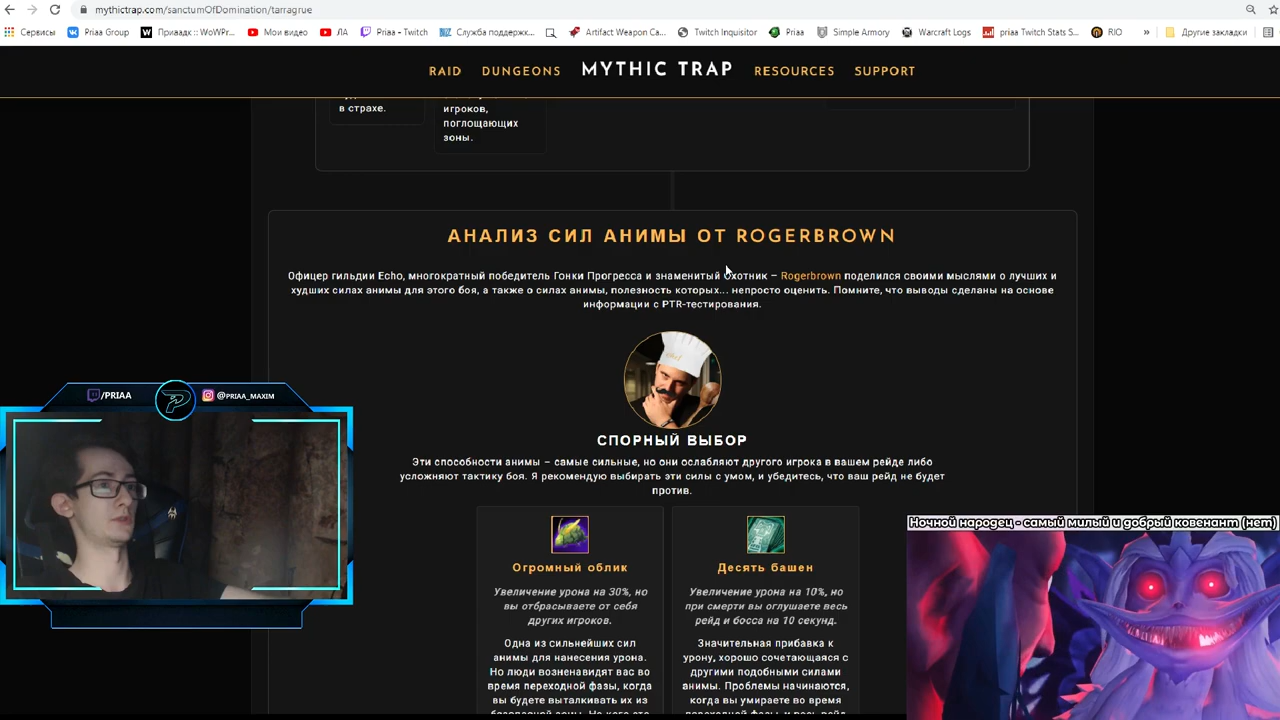 mythictrap.com/sanctumOfDomination/tarragrue
Сервисы
Priaa Group
Приваадк :: WoWPr...
Мои видео
ЛА
Priaa - Twitch
Служба поддержк...
Artifact Weapon Ca...
Twitch Inquisitor
Priaa
Simple Armory
Warcraft Logs
priaa Twitch Stats S...
RIO
»
Другие закладки
RAID
DUNGEONS
MYTHIC TRAP
RESOURCES
SUPPORT
в страхе.
игроков,
поглощающих
зоны.
АНАЛИЗ СИЛ АНИМЫ ОТ ROGERBROWN
Офицер гильдии Echo, многократный победитель Гонки Прогресса и знаменитый охотник – Rogerbrown поделился своими мыслями о лучших и
худших силах анимы для этого боя, а также о силах анимы, полезность которых... непросто оценить. Помните, что выводы сделаны на основе
информации с PTR-тестирования.
СПОРНЫЙ ВЫБОР
Эти способности анимы – самые сильные, но они ослабляют другого игрока в вашем рейде либо
усложняют тактику боя. Я рекомендую выбирать эти силы с умом, и убедитесь, что ваш рейд не будет
против.
Огромный облик
Увеличение урона на 30%, но
вы отбрасываете от себя
других игроков.
Одна из сильнейших сил
анимы для нанесения урона.
Но люди возненавидят вас во
время переходной фазы, когда
вы будете выталкивать их из
Десять башен
Увеличение урона на 10%, но
при смерти вы оглушаете весь
рейд и босса на 10 секунд.
Значительная прибавка к
урону, хорошо сочетающаяся с
другими подобными силами
анимы. Проблемы начинаются,
когда вы умираете во время
/PRIAA
@PRIAA_MAXIM
Ночной народец - самый милый и добрый ковенант (нет)